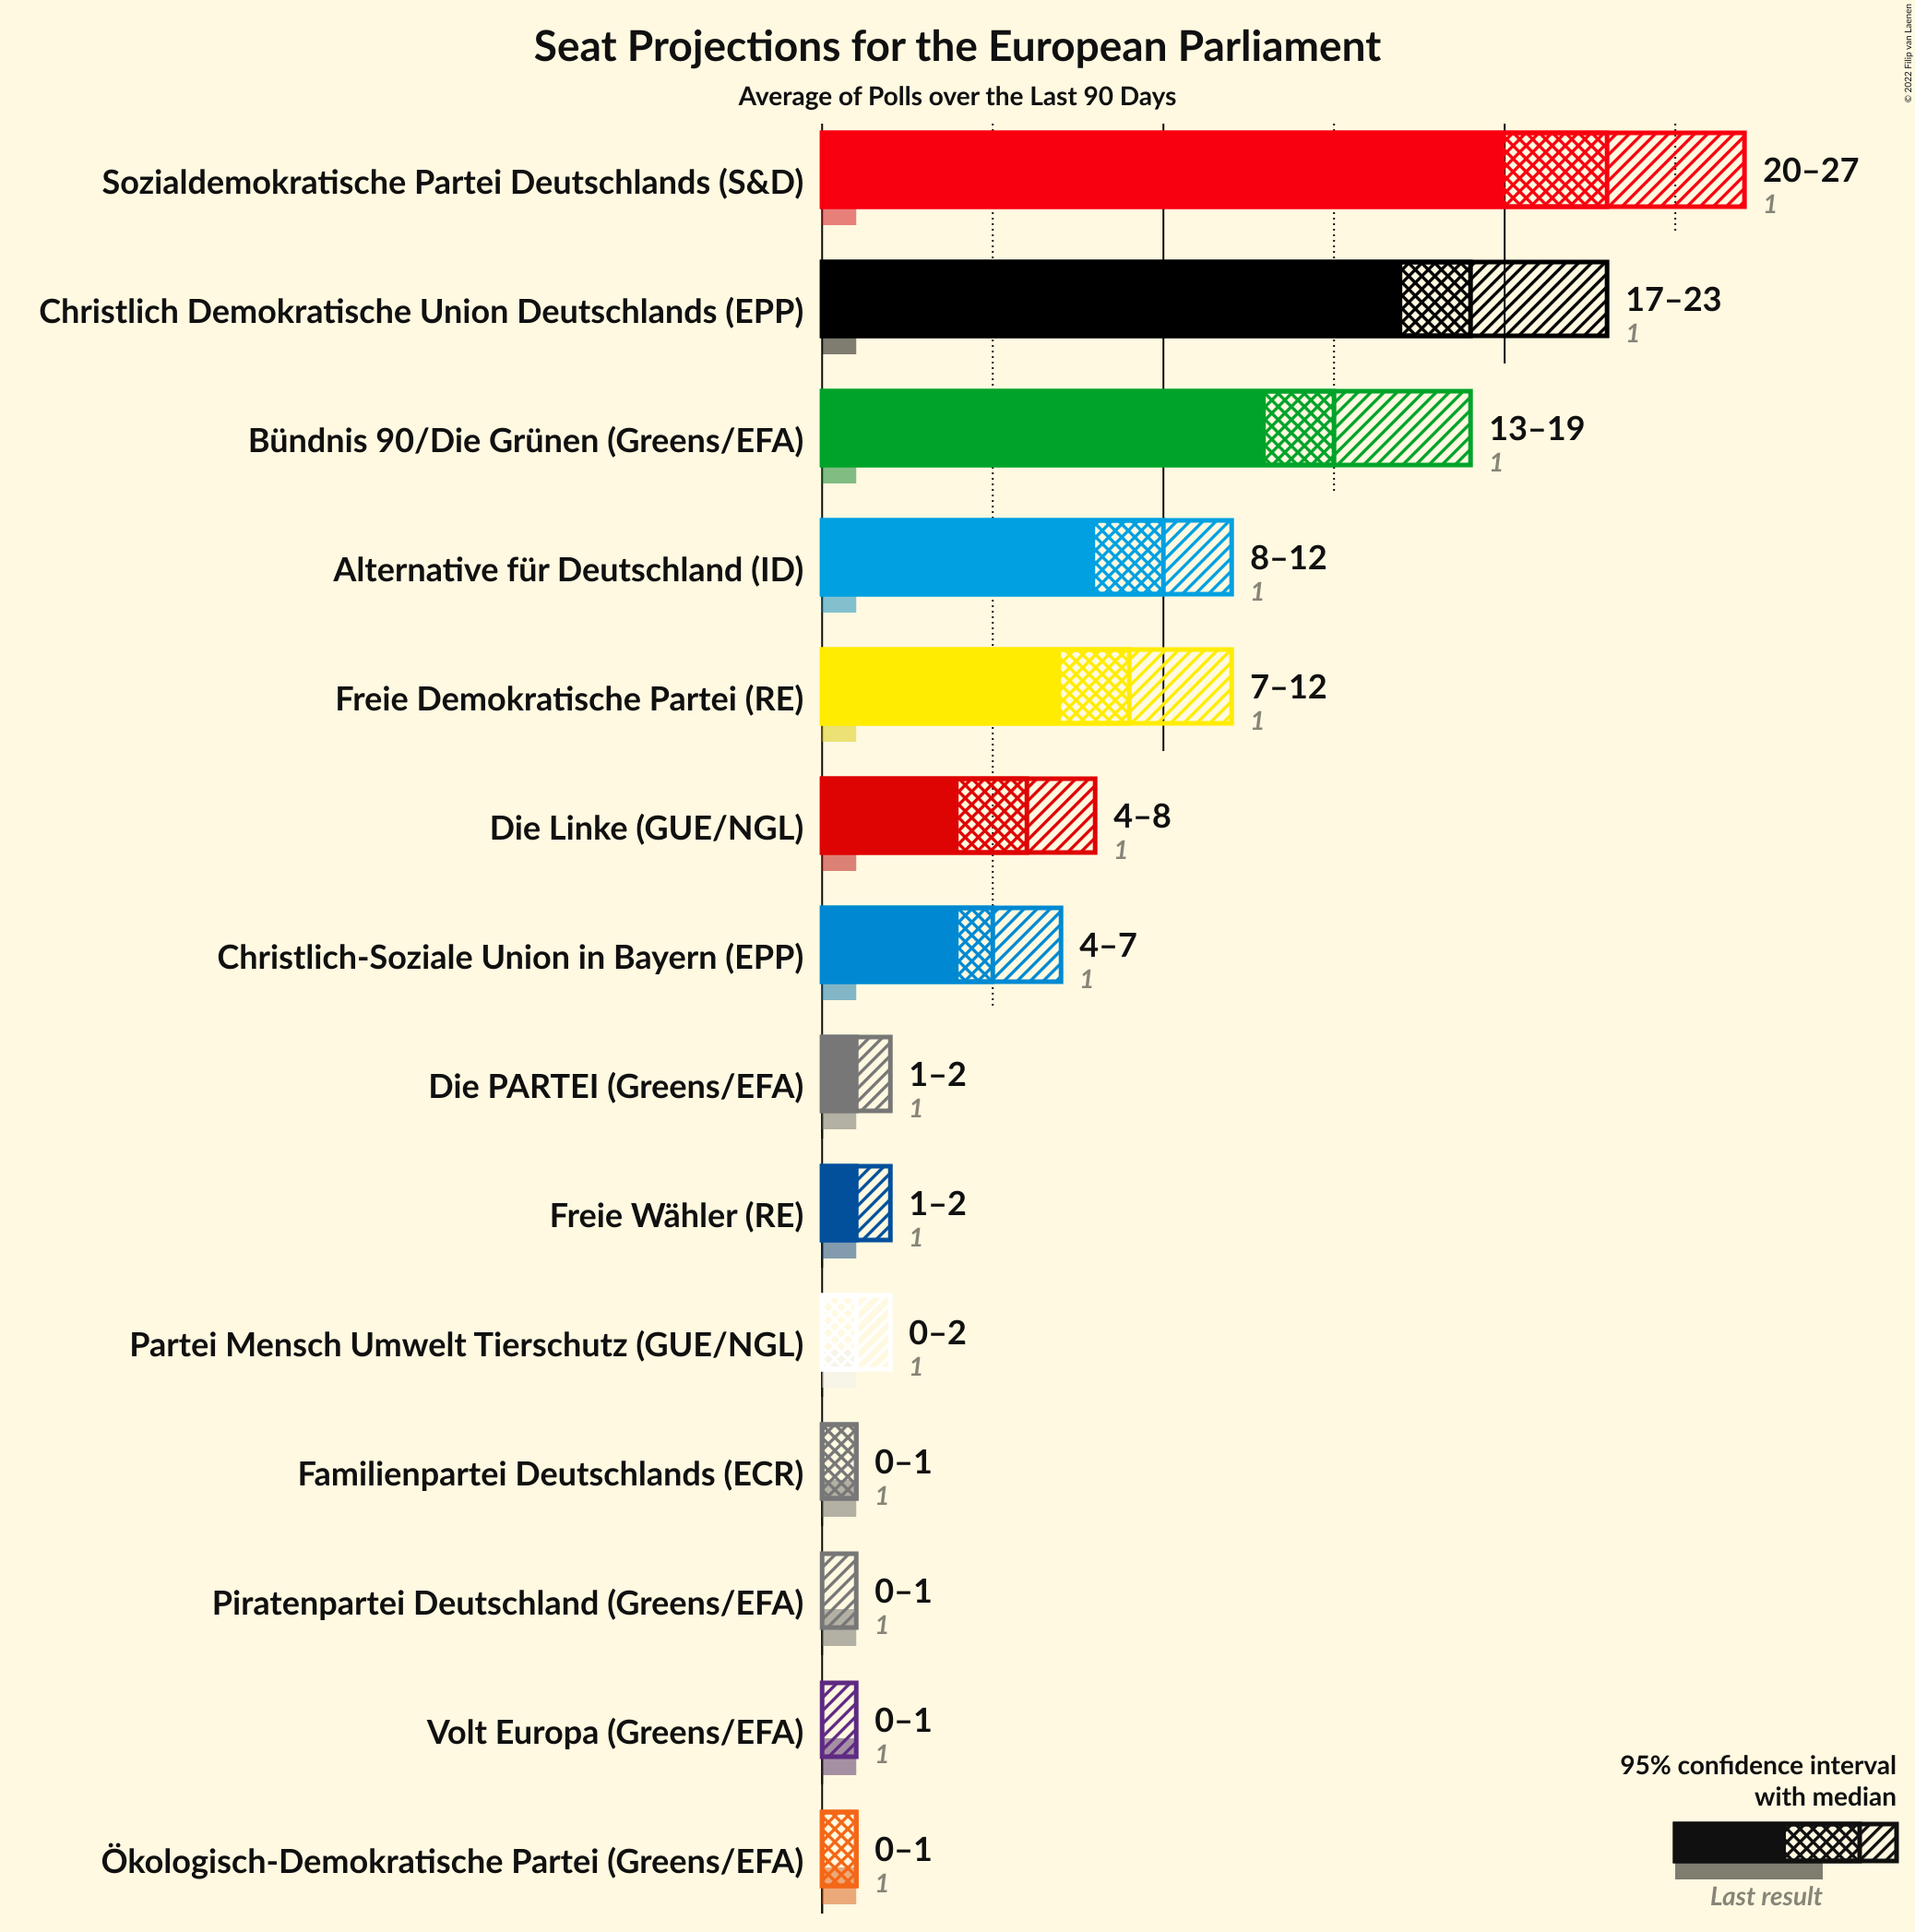 Seat Projections for the European Parliament
Average of Polls over the Last 90 Days
© 2022 Filip van Laenen
Sozialdemokratische Partei Deutschlands (S&D)
20–27
1
Christlich Demokratische Union Deutschlands (EPP)
17–23
1
Bündnis 90/Die Grünen (Greens/EFA)
13–19
1
Alternative für Deutschland (ID)
8–12
1
Freie Demokratische Partei (RE)
7–12
1
Die Linke (GUE/NGL)
4–8
1
Christlich-Soziale Union in Bayern (EPP)
4–7
1
Die PARTEI (Greens/EFA)
1–2
1
Freie Wähler (RE)
1–2
1
Partei Mensch Umwelt Tierschutz (GUE/NGL)
0–2
1
Familienpartei Deutschlands (ECR)
0–1
1
Piratenpartei Deutschland (Greens/EFA)
0–1
1
Volt Europa (Greens/EFA)
0–1
1
Ökologisch-Demokratische Partei (Greens/EFA)
0–1
1
95% confidence interval
with median
Last result